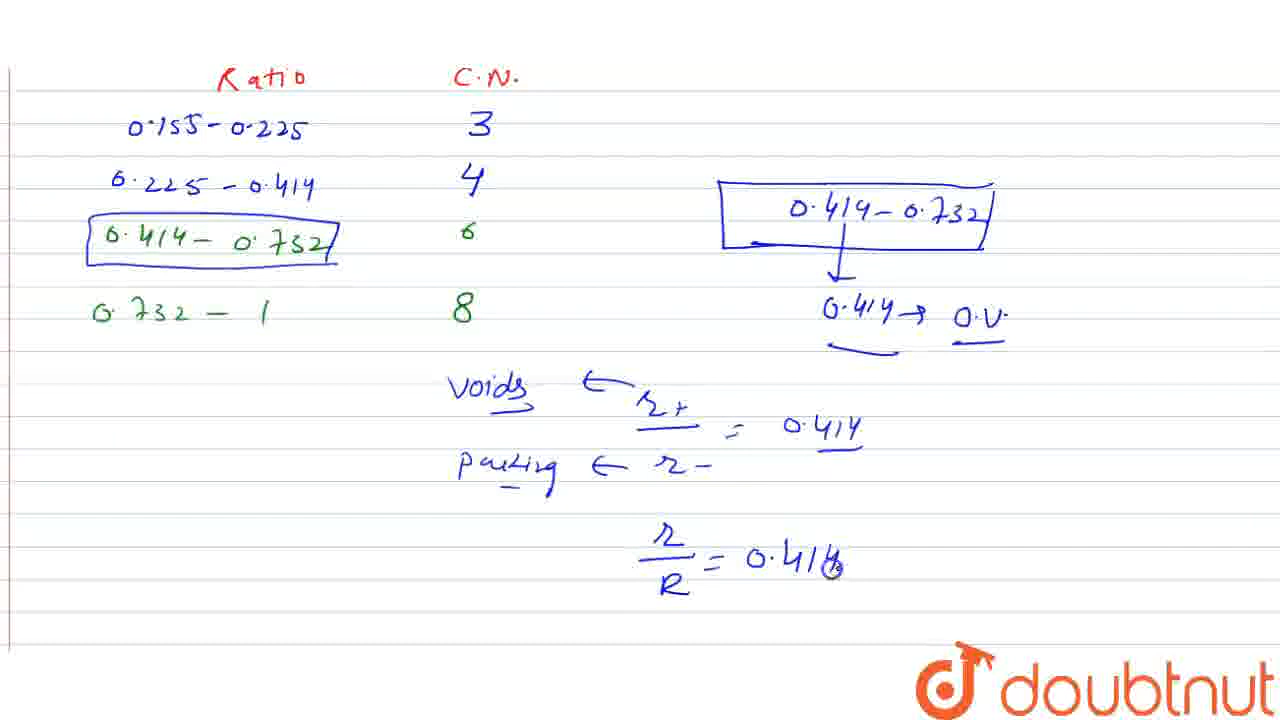 Ratio C.N.
0.155 - 0.225 3
0.225 - 0.414 4
0.414 - 0.732 6
0.732 - 1 8
0.414 - 0.732
0.414 → O.V.
voids ← r+
= 0.414
packing ← r-
r
= 0.414
R
doubtnut